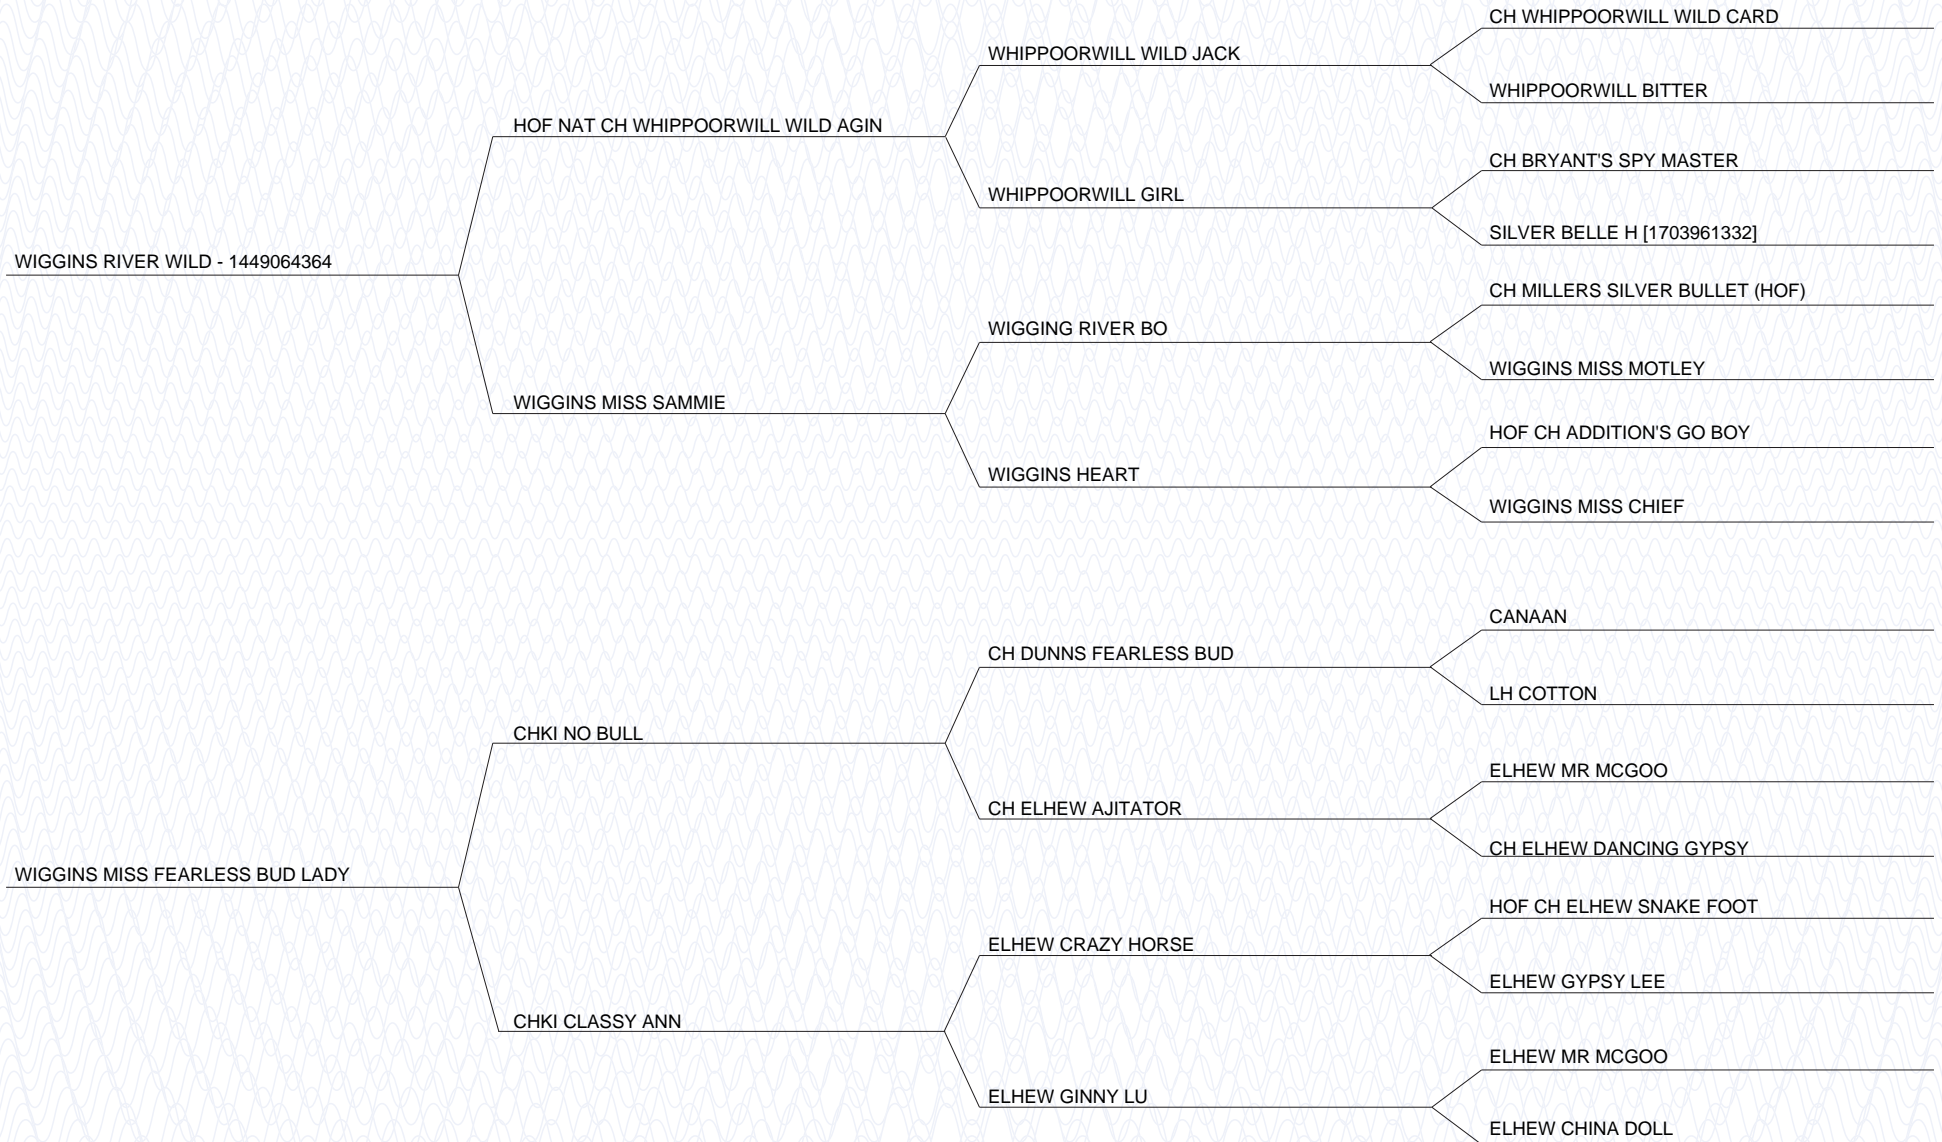 CH WHIPPOORWILL WILD CARD
WHIPPOORWILL WILD JACK
WHIPPOORWILL BITTER
HOF NAT CH WHIPPOORWILL WILD AGIN
CH BRYANT'S SPY MASTER
WHIPPOORWILL GIRL
SILVER BELLE H [1703961332]
WIGGINS RIVER WILD - 1449064364
CH MILLERS SILVER BULLET (HOF)
WIGGING RIVER BO
WIGGINS MISS MOTLEY
WIGGINS MISS SAMMIE
HOF CH ADDITION'S GO BOY
WIGGINS HEART
WIGGINS MISS CHIEF
CANAAN
CH DUNNS FEARLESS BUD
LH COTTON
CHKI NO BULL
ELHEW MR MCGOO
CH ELHEW AJITATOR
CH ELHEW DANCING GYPSY
WIGGINS MISS FEARLESS BUD LADY
HOF CH ELHEW SNAKE FOOT
ELHEW CRAZY HORSE
ELHEW GYPSY LEE
CHKI CLASSY ANN
ELHEW MR MCGOO
ELHEW GINNY LU
ELHEW CHINA DOLL